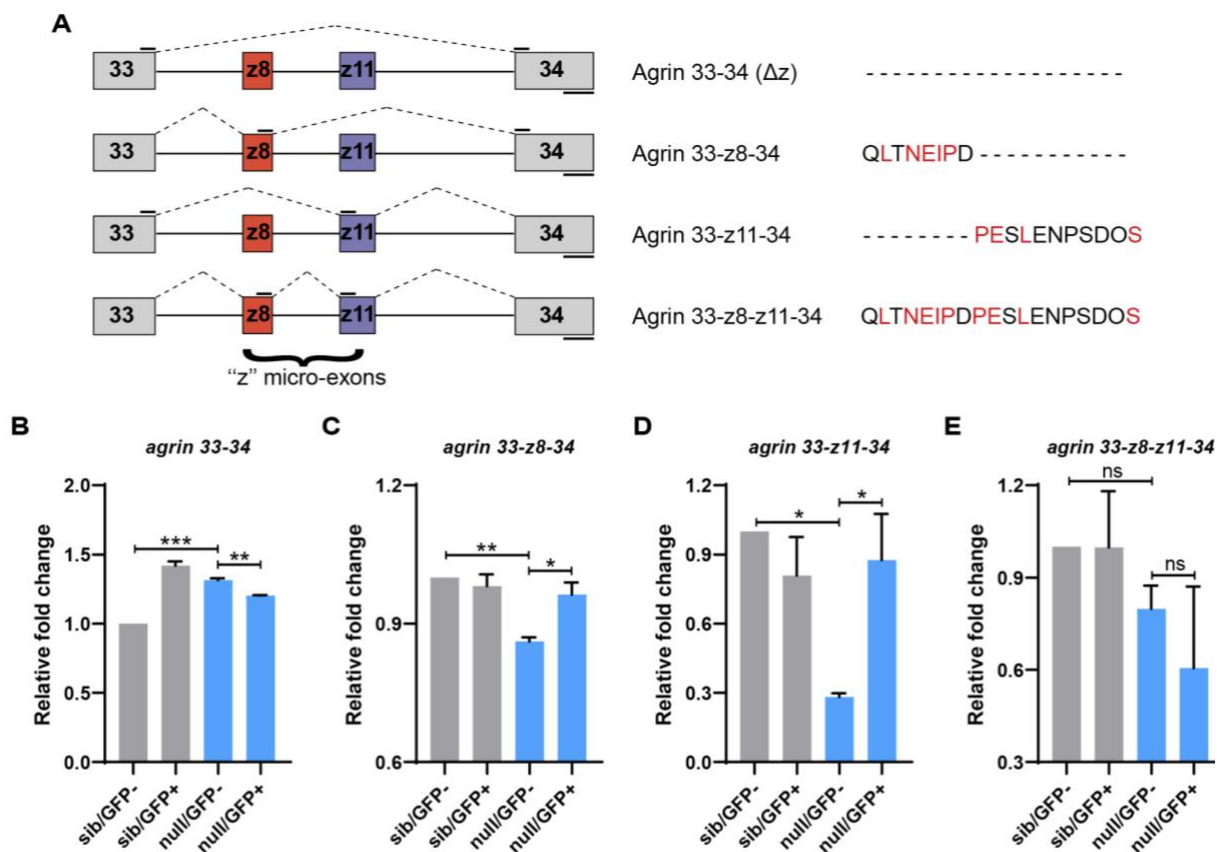 A
33 z8 z11 34 Agrin 33-34 (Δz) - - - - - - - - - - - - - - - - - - - - - -
33 z8 z11 34 Agrin 33-z8-34 QLTNEIPD - - - - - - - - - - - - -
33 z8 z11 34 Agrin 33-z11-34 - - - - - - - - - PESLENPSDOS
33 z8 z11 34 Agrin 33-z8-z11-34 QLTNEIPDPESLENPSDOS
“z” micro-exons
B
agrin 33-34
Relative fold change
2.0
1.5
1.0
0.5
0.0
***
**
sib/GFP-
sib/GFP+
null/GFP-
null/GFP+
C
agrin 33-z8-34
Relative fold change
1.2
0.9
0.6
**
*
sib/GFP-
sib/GFP+
null/GFP-
null/GFP+
D
agrin 33-z11-34
Relative fold change
1.2
0.9
0.6
0.3
0.0
*
*
sib/GFP-
sib/GFP+
null/GFP-
null/GFP+
E
agrin 33-z8-z11-34
Relative fold change
1.2
0.9
0.6
0.3
ns
ns
sib/GFP-
sib/GFP+
null/GFP-
null/GFP+